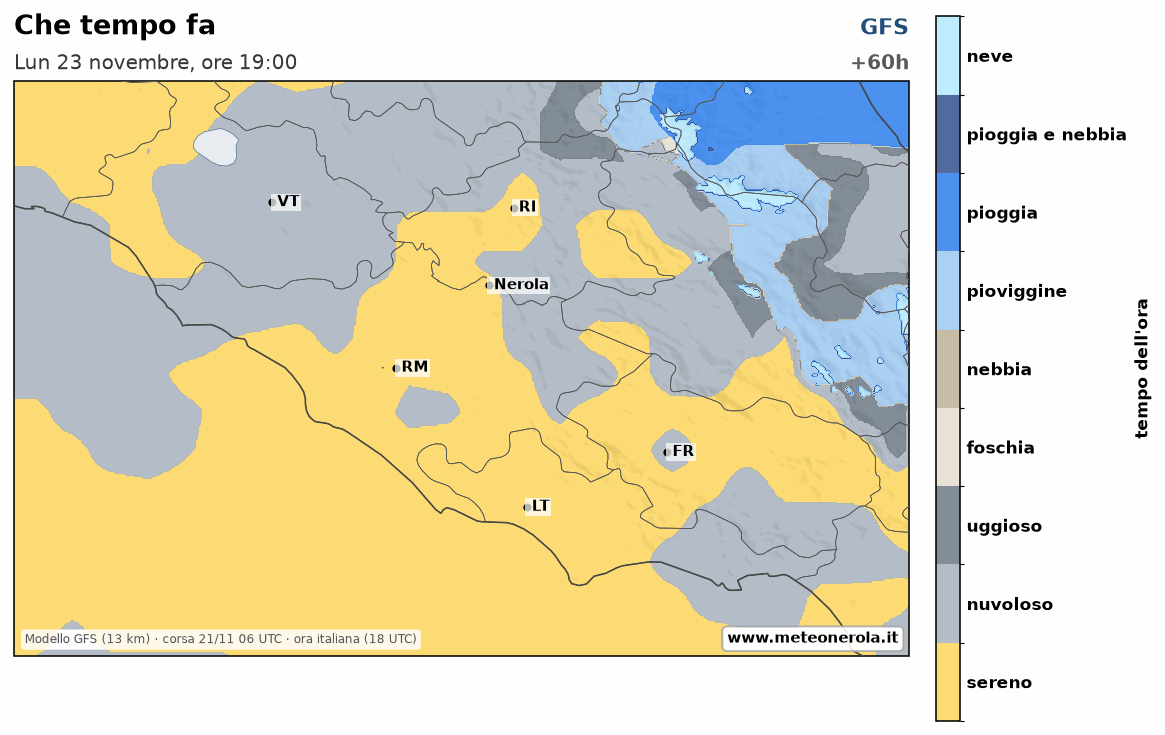 Che tempo fa
GFS
Lun 23 novembre, ore 19:00
+60h
VT
RI
Nerola
RM
FR
LT
Modello GFS (13 km) · corsa 21/11 06 UTC · ora italiana (18 UTC)
www.meteonerola.it
neve
pioggia e nebbia
pioggia
pioviggine
nebbia
foschia
uggioso
nuvoloso
sereno
tempo dell'ora